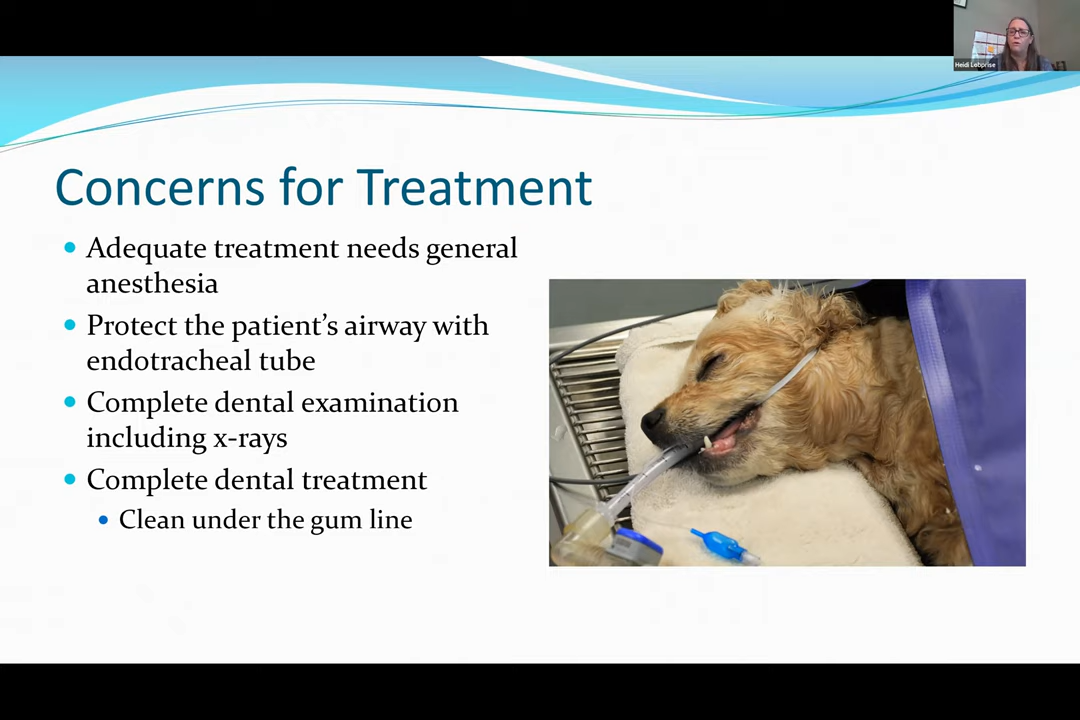 Heidi Lobprise
Concerns for Treatment
Adequate treatment needs general
anesthesia
Protect the patient's airway with
endotracheal tube
Complete dental examination
including x-rays
Complete dental treatment
Clean under the gum line